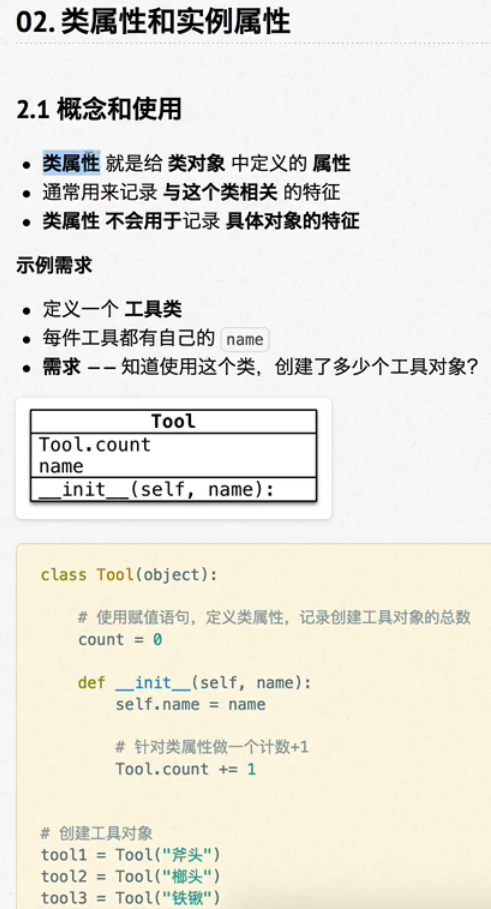 02. 类属性和实例属性
2.1 概念和使用
• 类属性 就是给 类对象 中定义的 属性
• 通常用来记录 与这个类相关 的特征
• 类属性 不会用于记录 具体对象的特征
示例需求
• 定义一个 工具类
• 每件工具都有自己的 name
• 需求 —— 知道使用这个类，创建了多少个工具对象？
Tool
Tool.count
name
__init__(self, name):
class Tool(object):
# 使用赋值语句，定义类属性，记录创建工具对象的总数
count = 0
def __init__(self, name):
self.name = name
# 针对类属性做一个计数+1
Tool.count += 1
# 创建工具对象
tool1 = Tool("斧头")
tool2 = Tool("榔头")
tool3 = Tool("铁锹")